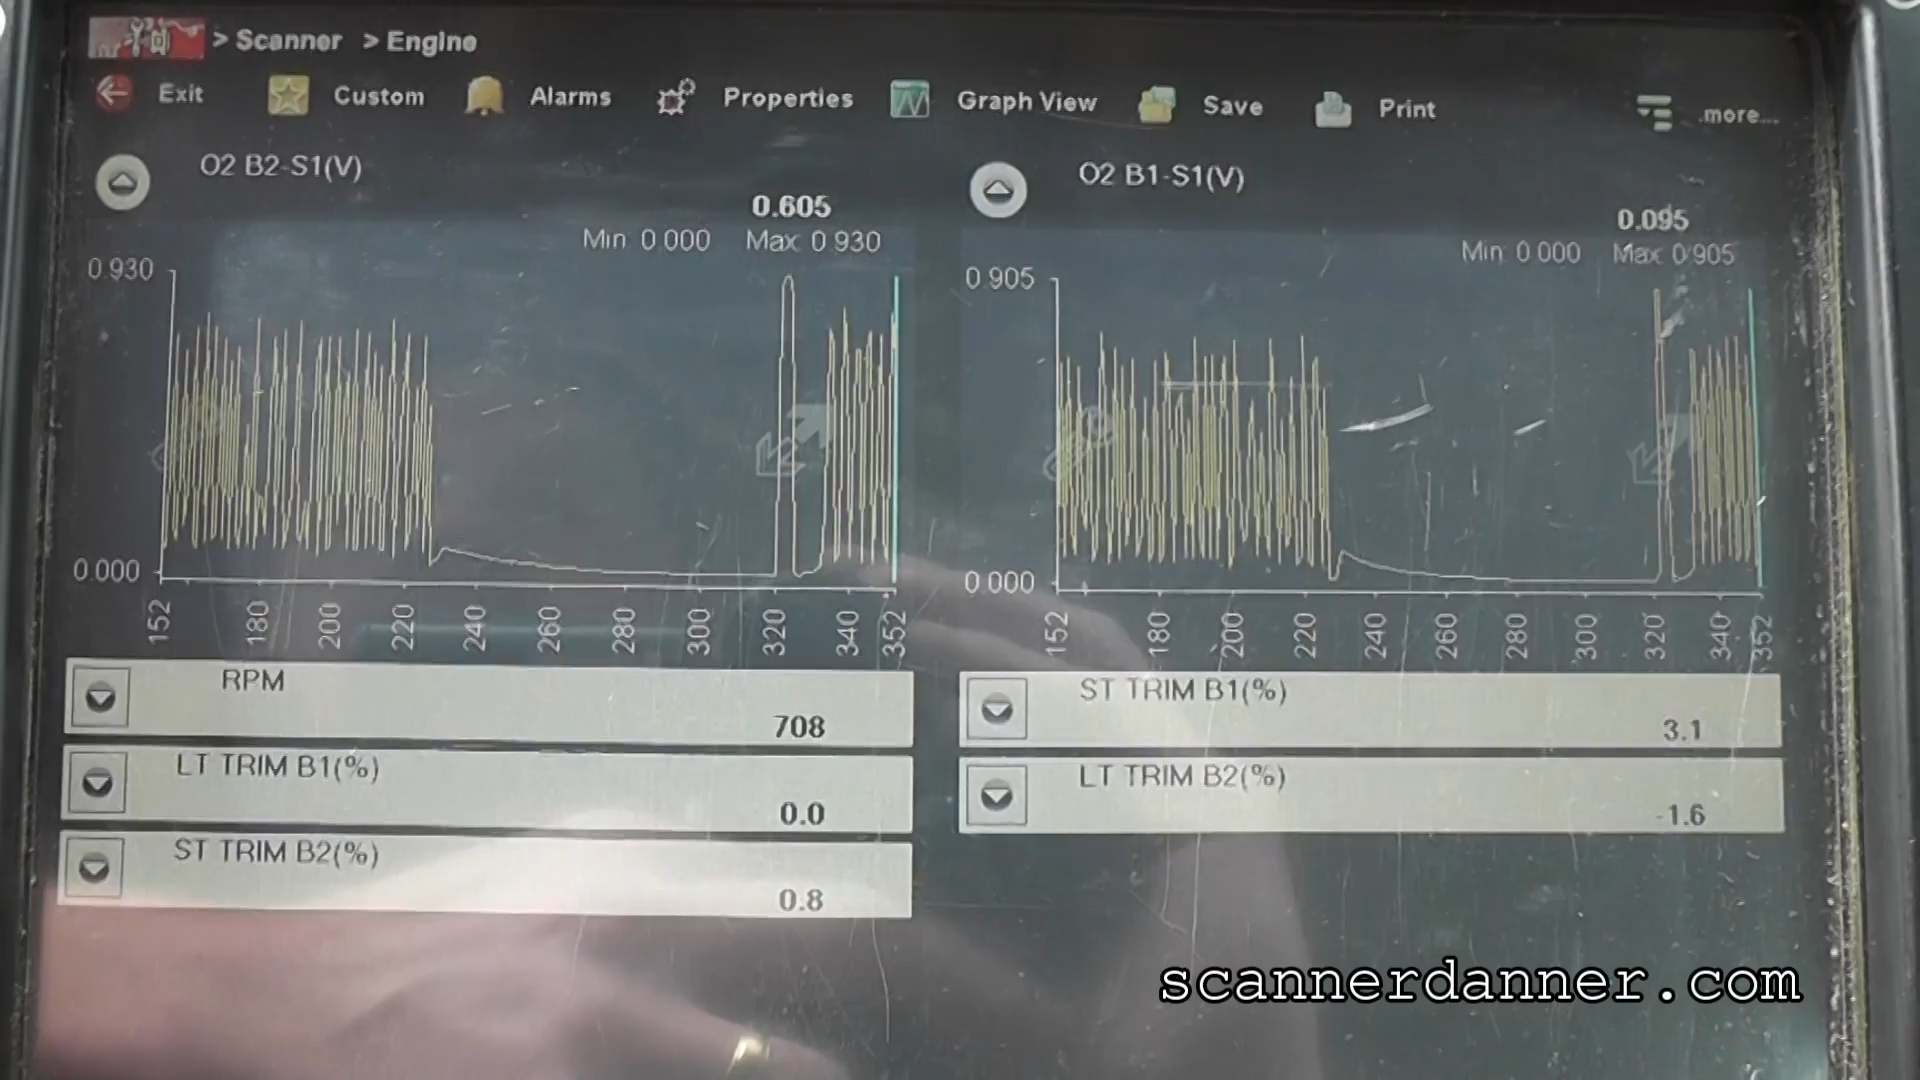 > Scanner > Engine
Exit Custom Alarms Properties Graph View Save Print more...
O2 B2-S1(V)
0.605
Min 0 000 Max 0 930
0.930
0.000
152 180 200 220 240 260 280 300 320 340 352
O2 B1-S1(V)
0.095
Min 0 000 Max 0/905
0.905
0.000
152 180 200 220 240 260 280 300 320 340 352
RPM
708
ST TRIM B1(%)
3.1
LT TRIM B1(%)
0.0
LT TRIM B2(%)
-1.6
ST TRIM B2(%)
0.8
scannerdanner.com